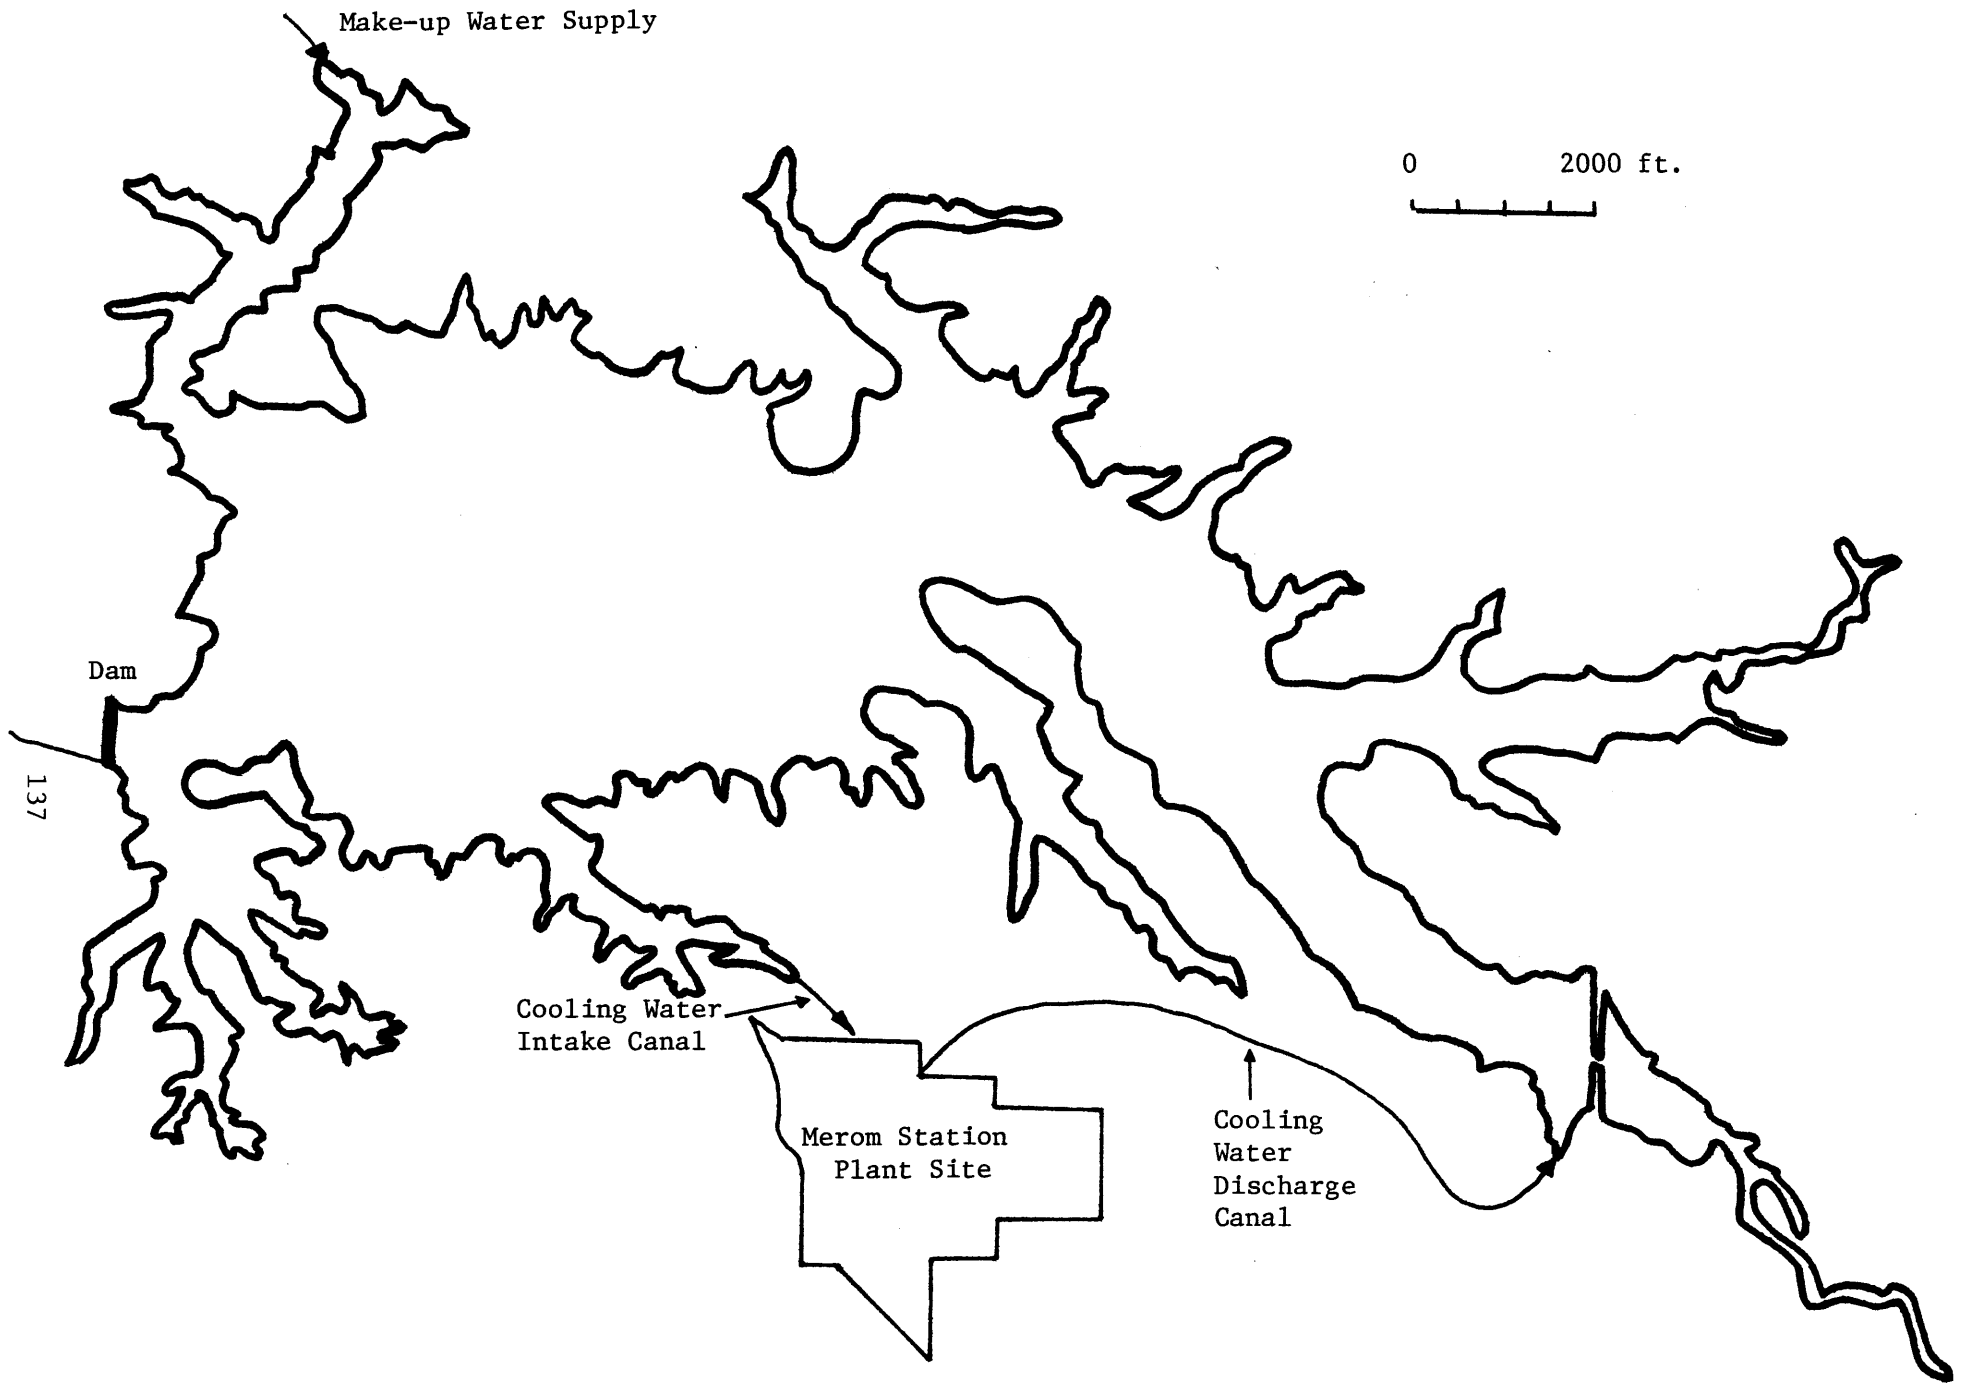 Make-up Water Supply
0 2000 ft.
Dam
137
Cooling Water
Intake Canal
Merom Station
Plant Site
Cooling
Water
Discharge
Canal